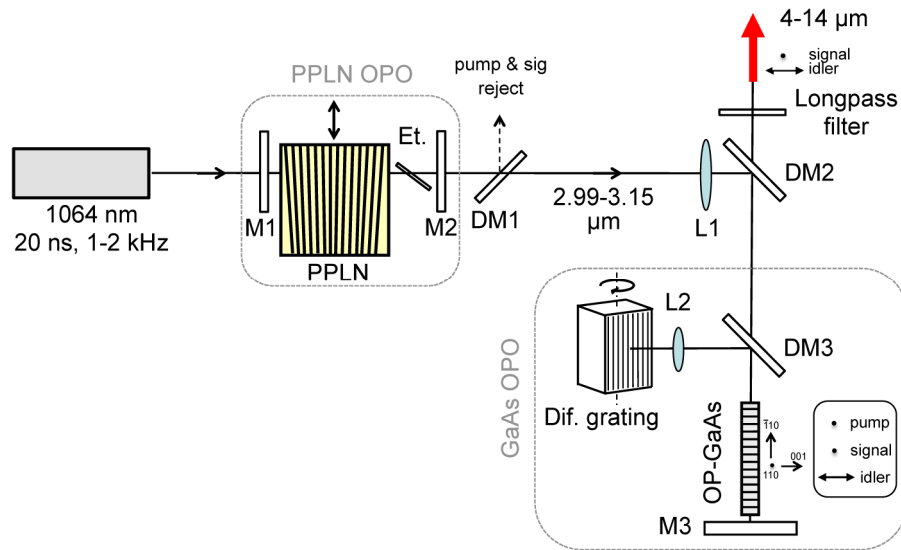 4-14 µm
signal
idler
Longpass
filter
PPLN OPO
pump & sig
reject
Et.
DM2
M1
M2
DM1
L1
1064 nm
20 ns, 1-2 kHz
PPLN
2.99-3.15
µm
GaAs OPO
L2
DM3
Dif. grating
OP-GaAs
1̄10
001
110
pump
signal
idler
M3